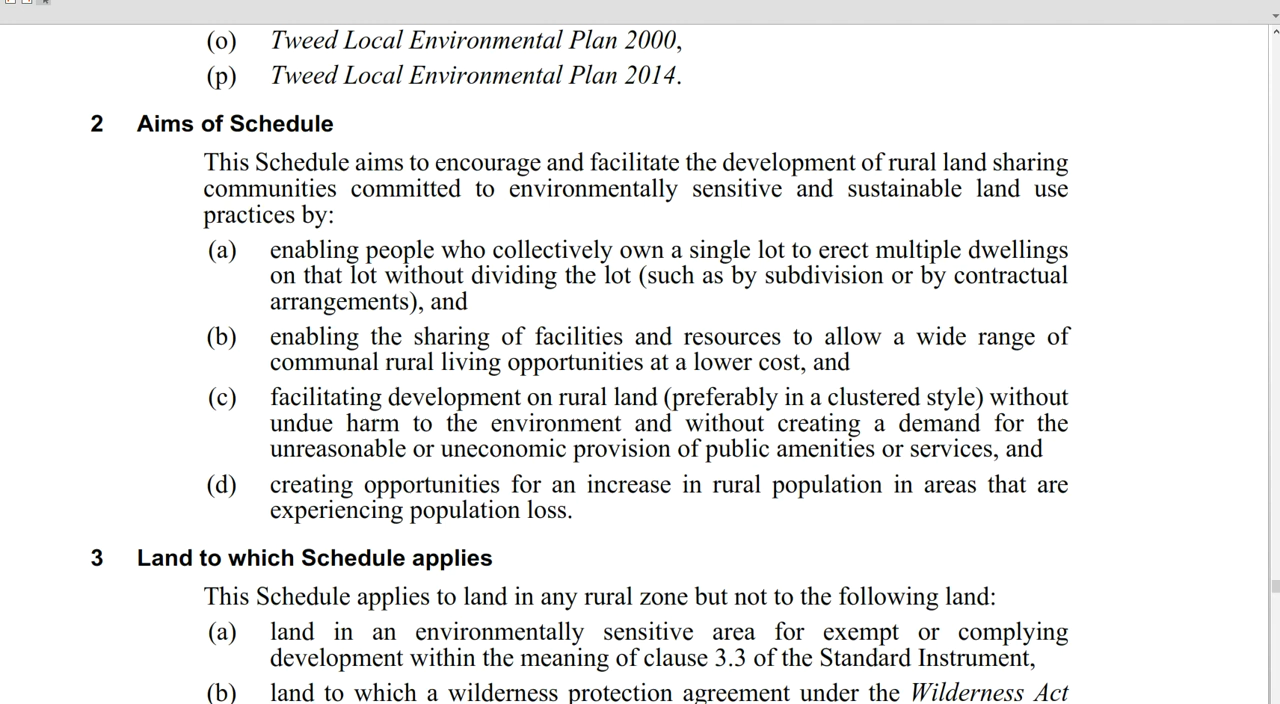 (o) Tweed Local Environmental Plan 2000,
(p) Tweed Local Environmental Plan 2014.
2 Aims of Schedule
This Schedule aims to encourage and facilitate the development of rural land sharing
communities committed to environmentally sensitive and sustainable land use
practices by:
(a) enabling people who collectively own a single lot to erect multiple dwellings
on that lot without dividing the lot (such as by subdivision or by contractual
arrangements), and
(b) enabling the sharing of facilities and resources to allow a wide range of
communal rural living opportunities at a lower cost, and
(c) facilitating development on rural land (preferably in a clustered style) without
undue harm to the environment and without creating a demand for the
unreasonable or uneconomic provision of public amenities or services, and
(d) creating opportunities for an increase in rural population in areas that are
experiencing population loss.
3 Land to which Schedule applies
This Schedule applies to land in any rural zone but not to the following land:
(a) land in an environmentally sensitive area for exempt or complying
development within the meaning of clause 3.3 of the Standard Instrument,
(b) land to which a wilderness protection agreement under the Wilderness Act